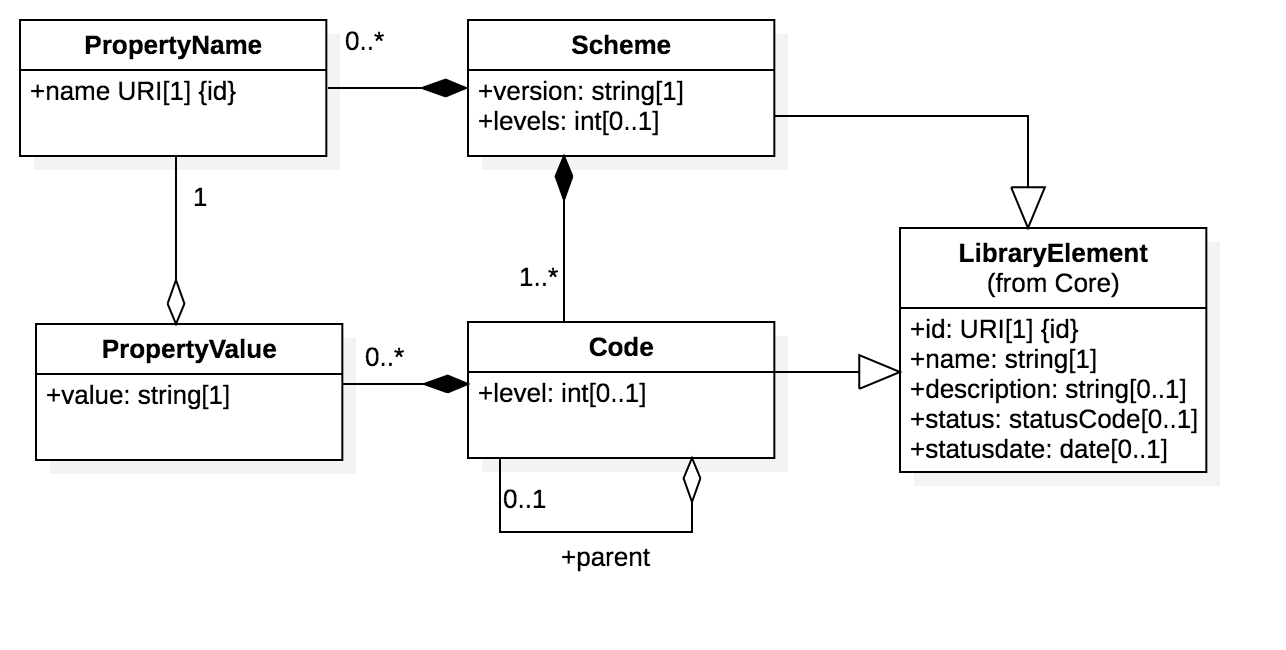 PropertyName
+name URI[1] {id}
0..*
Scheme
+version: string[1]
+levels: int[0..1]
1
1..*
LibraryElement
(from Core)
+id: URI[1] {id}
+name: string[1]
+description: string[0..1]
+status: statusCode[0..1]
+statusdate: date[0..1]
PropertyValue
+value: string[1]
0..*
Code
+level: int[0..1]
0..1
+parent